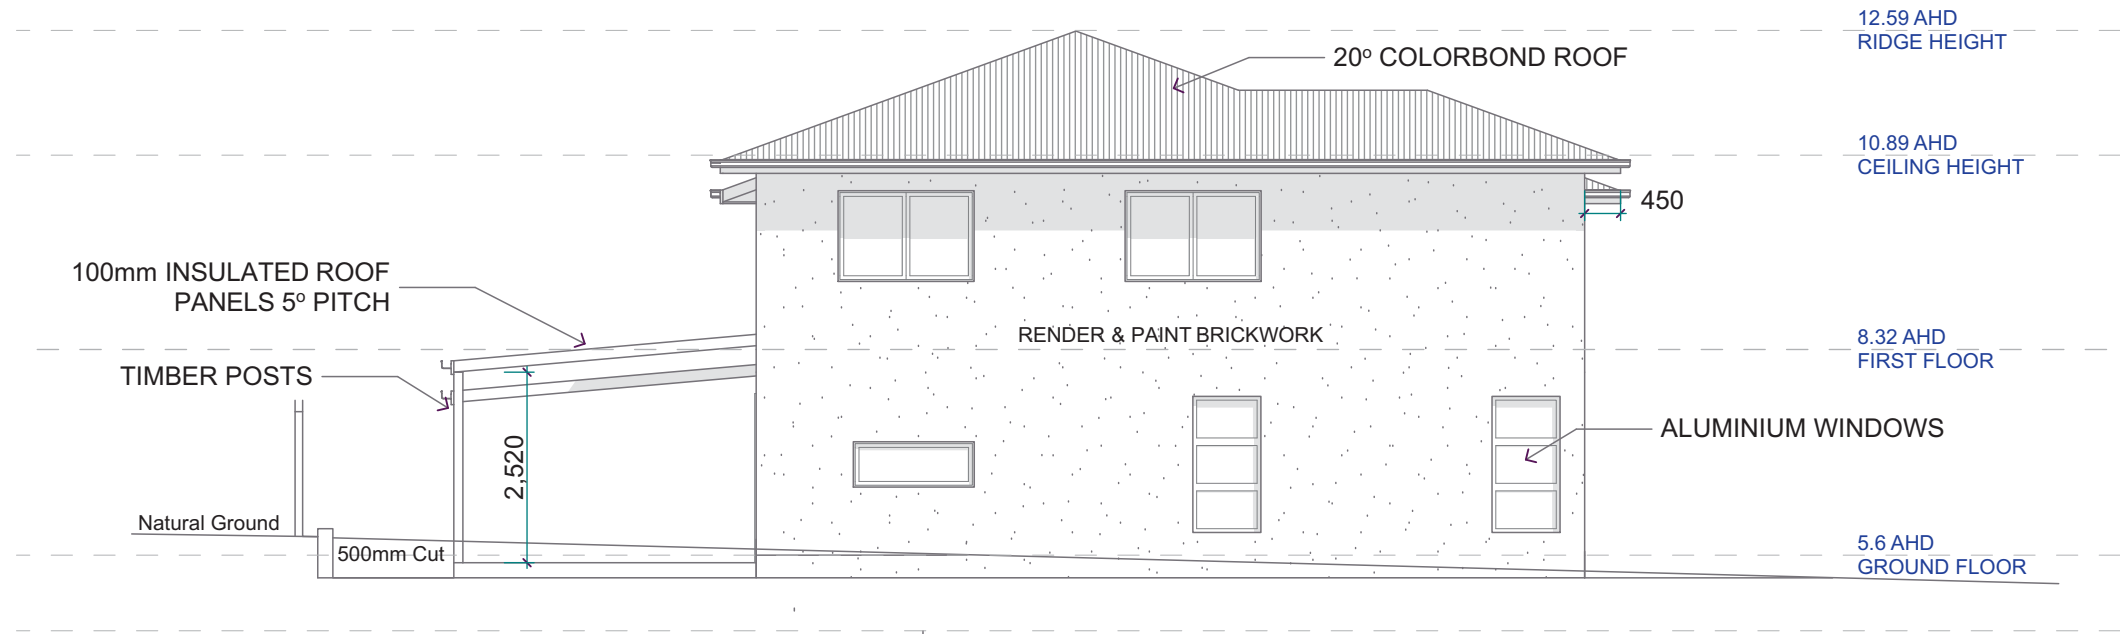 12.59 AHD
RIDGE HEIGHT
20º COLORBOND ROOF
10.89 AHD
CEILING HEIGHT
450
100mm INSULATED ROOF
PANELS 5º PITCH
RENDER & PAINT BRICKWORK
8.32 AHD
FIRST FLOOR
TIMBER POSTS
ALUMINIUM WINDOWS
2,520
Natural Ground
500mm Cut
5.6 AHD
GROUND FLOOR